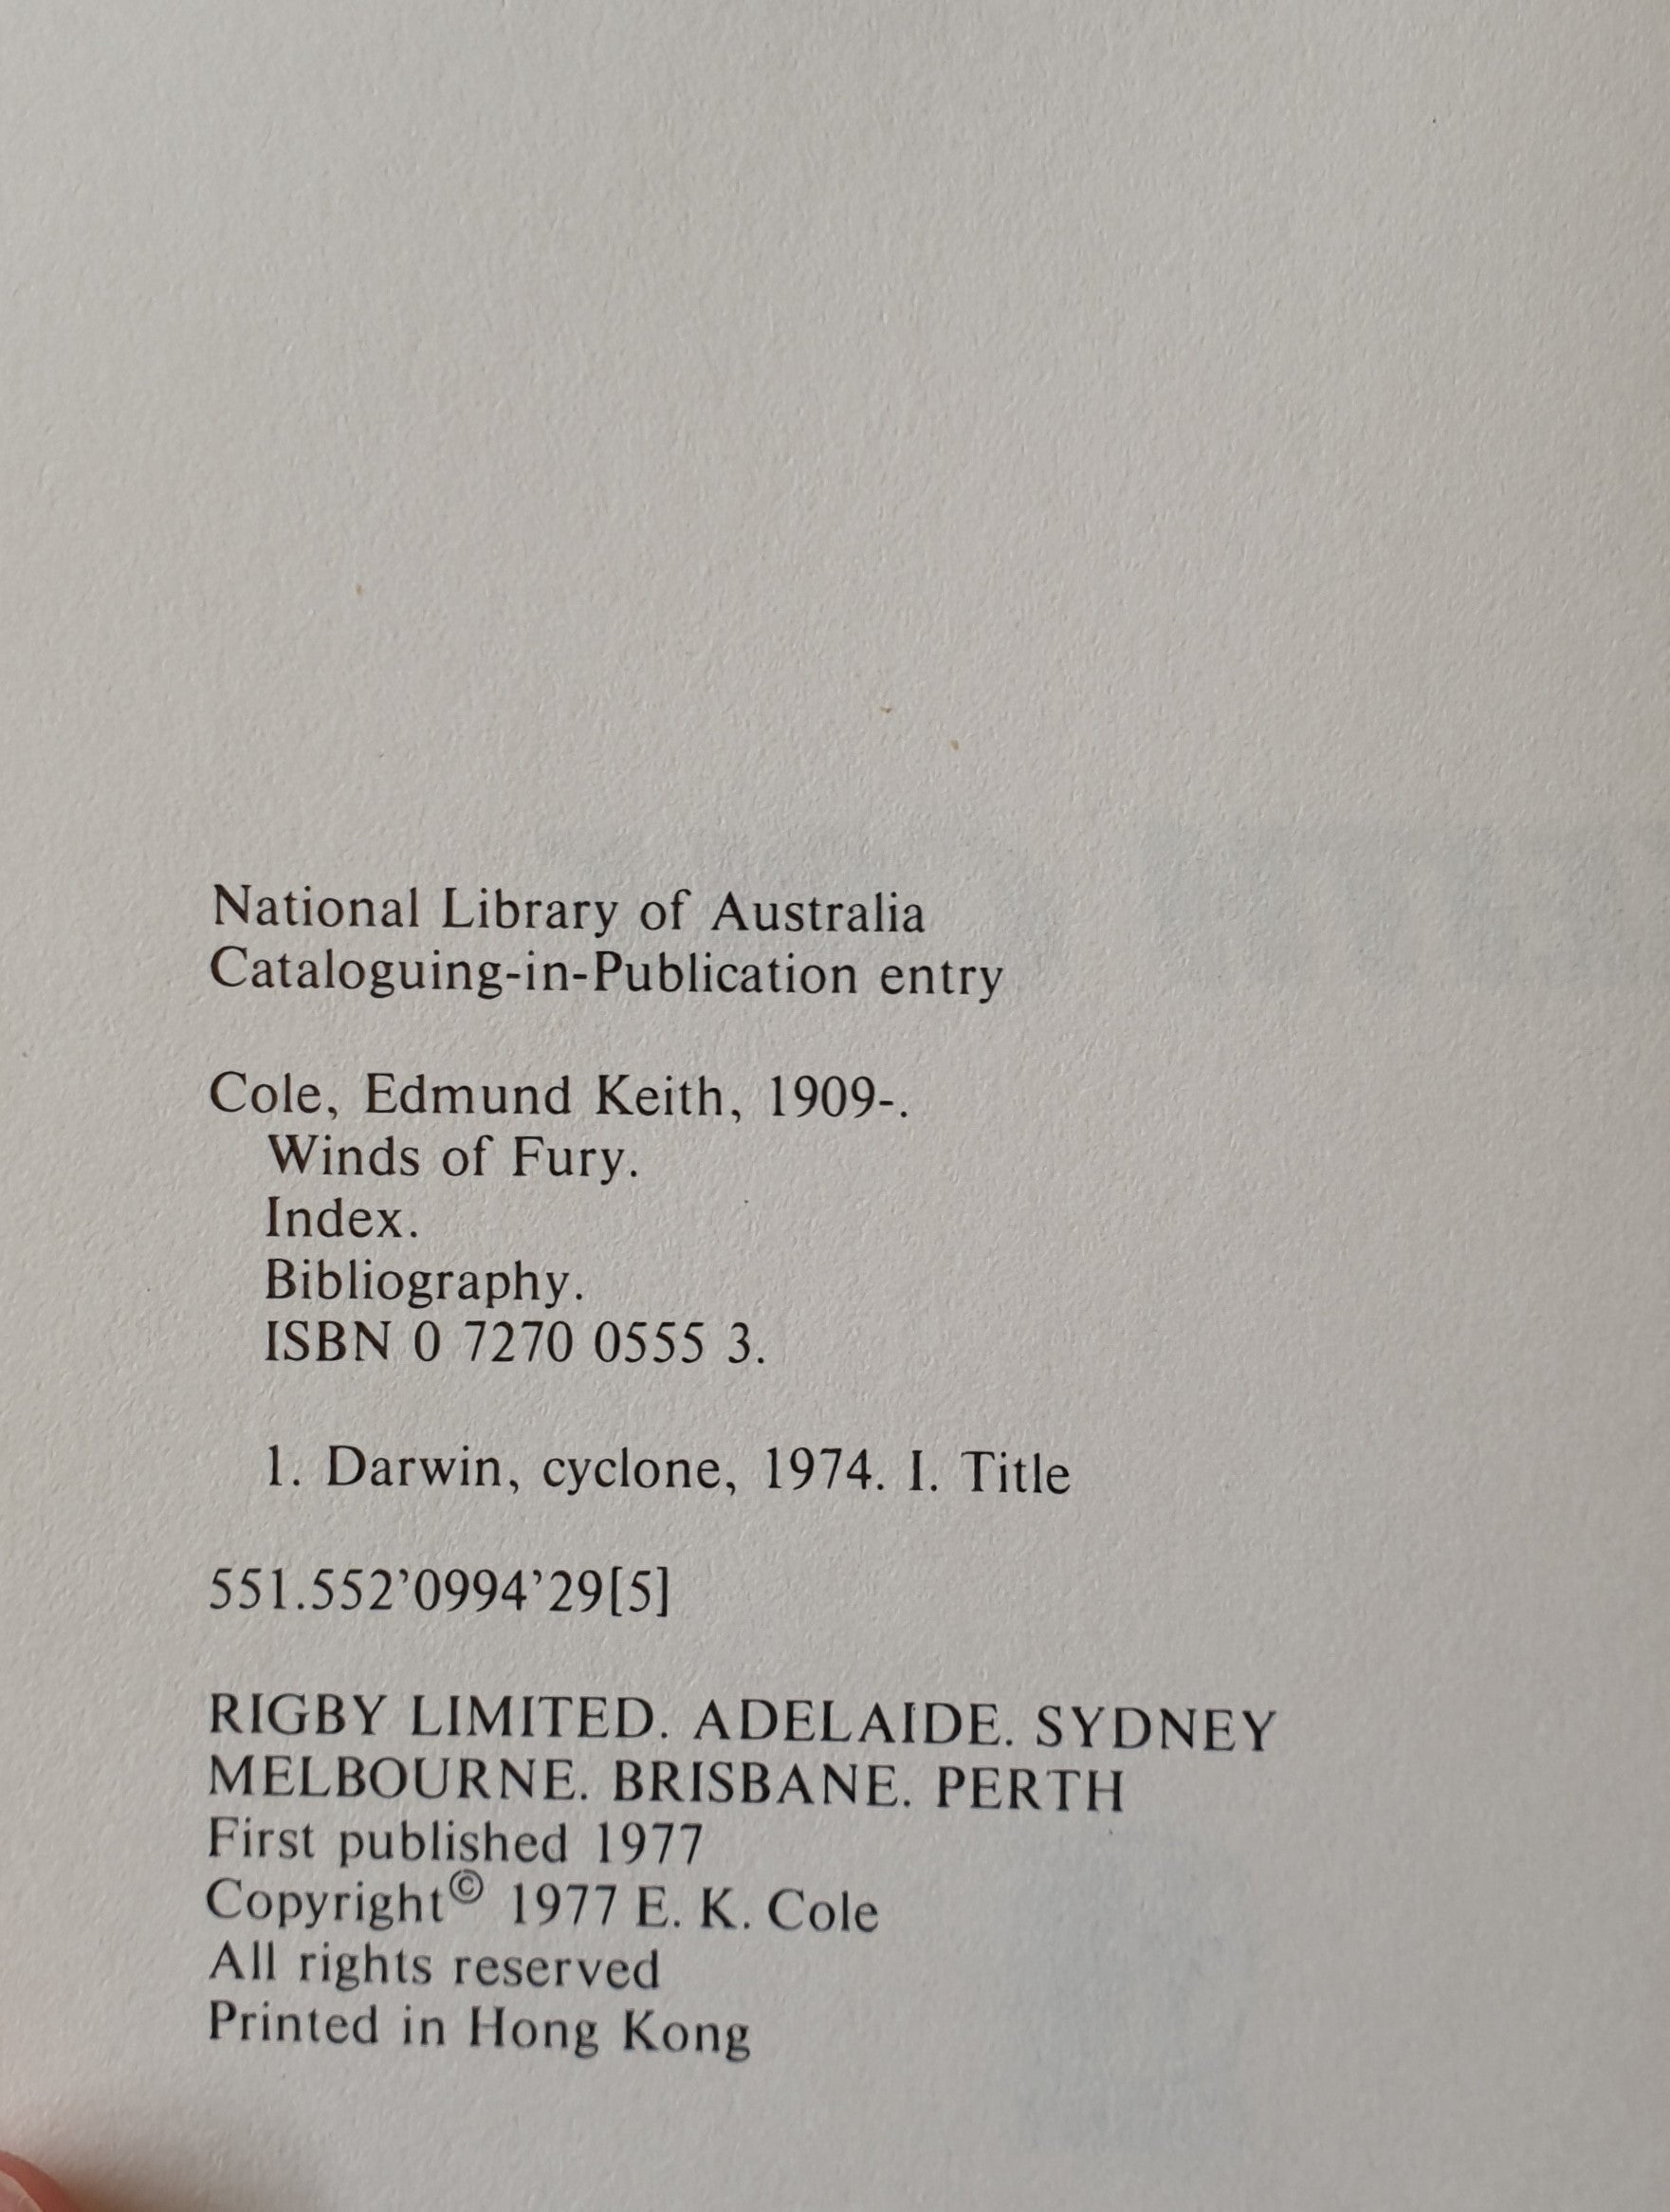 National Library of Australia
Cataloguing-in-Publication entry
Cole, Edmund Keith, 1909-.
Winds of Fury.
Index.
Bibliography.
ISBN 0 7270 0555 3.
1. Darwin, cyclone, 1974. I. Title
551.552’0994’29[5]
RIGBY LIMITED. ADELAIDE. SYDNEY
MELBOURNE. BRISBANE. PERTH
First published 1977
Copyright© 1977 E. K. Cole
All rights reserved
Printed in Hong Kong